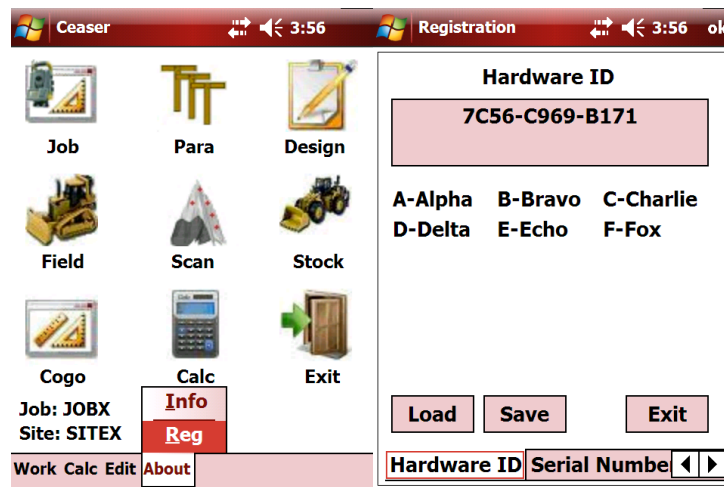 Ceaser 3:56
Job Para Design
Field Scan Stock
Cogo Calc Exit
Job: JOBX
Site: SITEX
Info
Reg
Work Calc Edit About
Registration 3:56 ok
Hardware ID
7C56-C969-B171
A-Alpha B-Bravo C-Charlie
D-Delta E-Echo F-Fox
Load Save Exit
Hardware ID Serial Numbe